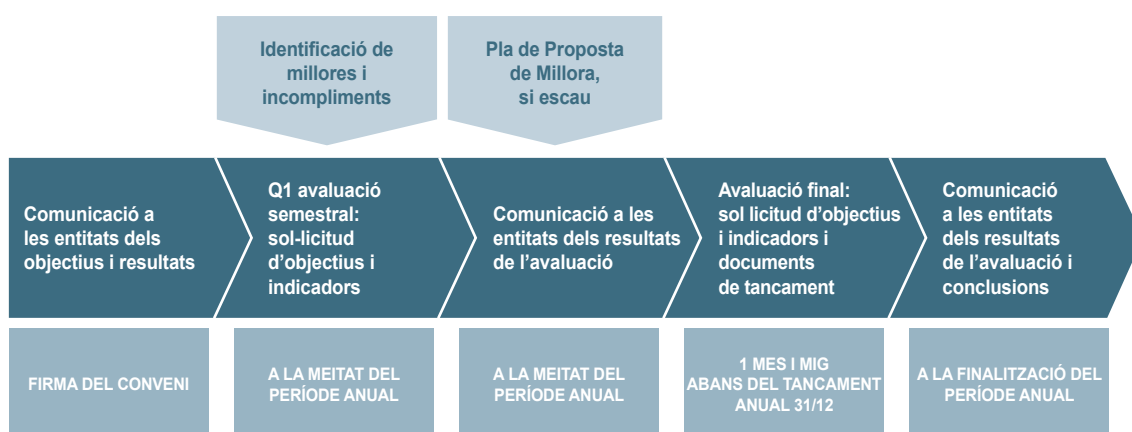 Identificació de
millores i
incompliments
Pla de Proposta
de Millora,
si escau
Comunicació a
les entitats dels
objectius i resultats
Q1 avaluació
semestral:
sol-licitud
d’objectius i
indicadors
Comunicació a les
entitats dels resultats
de l’avaluació
Avaluació final:
sol licitud d’objectius
i indicadors i
documents
de tancament
Comunicació
a les entitats
dels resultats
de l’avaluació i
conclusions
FIRMA DEL CONVENI
A LA MEITAT DEL
PERÍODE ANUAL
A LA MEITAT DEL
PERÍODE ANUAL
1 MES I MIG
ABANS DEL TANCAMENT
ANUAL 31/12
A LA FINALITZACIÓ DEL
PERÍODE ANUAL